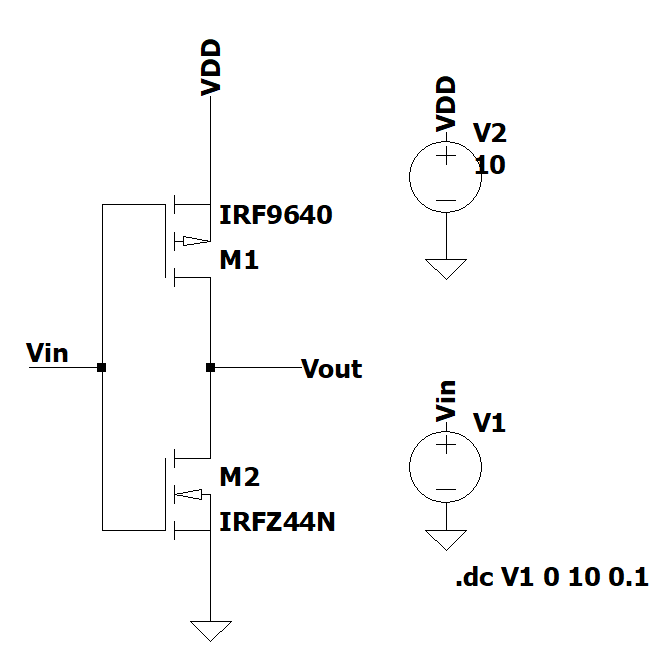 VDD
IRF9640
M1
Vin
Vout
M2
IRFZ44N
VDD
V2
10
Vin
V1
.dc V1 0 10 0.1